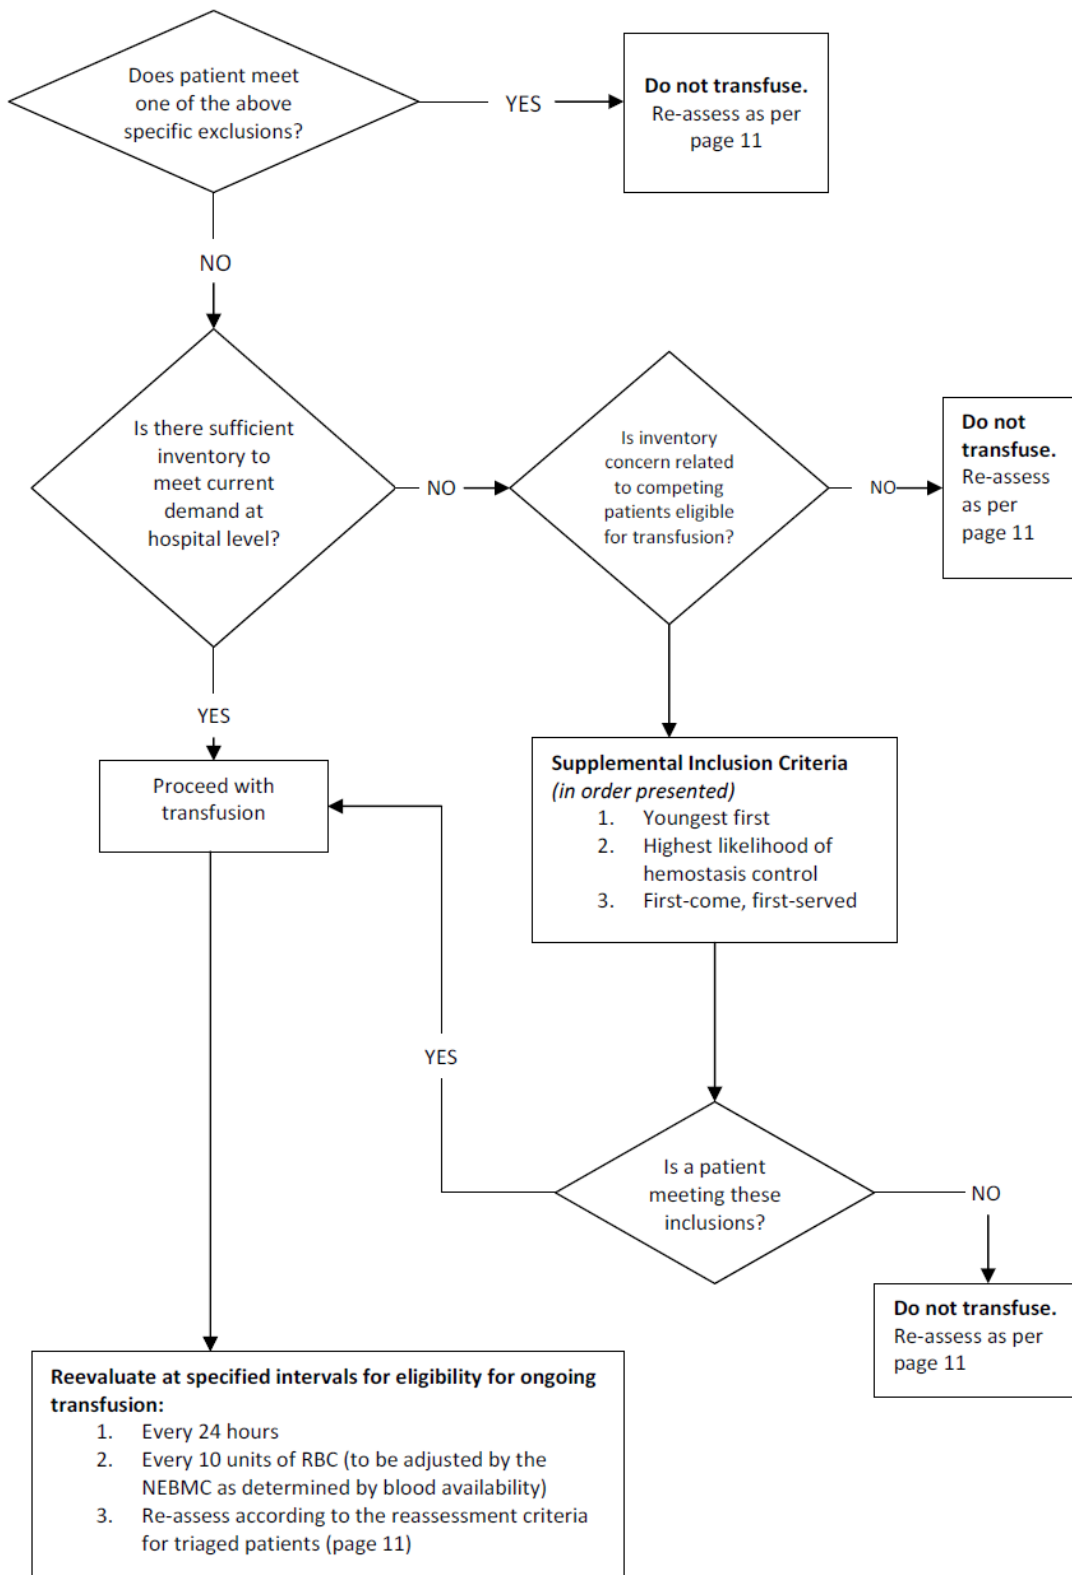 Does patient meet
one of the above
specific exclusions?
YES
Do not transfuse.
Re-assess as per
page 11
NO
Is there sufficient
inventory to
meet current
demand at
hospital level?
NO
Is inventory
concern related
to competing
patients eligible
for transfusion?
NO
Do not
transfuse.
Re-assess
as per
page 11
YES
Proceed with
transfusion
Supplemental Inclusion Criteria
(in order presented)
1. Youngest first
2. Highest likelihood of
hemostasis control
3. First-come, first-served
YES
Is a patient
meeting these
inclusions?
NO
Do not transfuse.
Re-assess as per
page 11
Reevaluate at specified intervals for eligibility for ongoing
transfusion:
1. Every 24 hours
2. Every 10 units of RBC (to be adjusted by the
NEBMC as determined by blood availability)
3. Re-assess according to the reassessment criteria
for triaged patients (page 11)